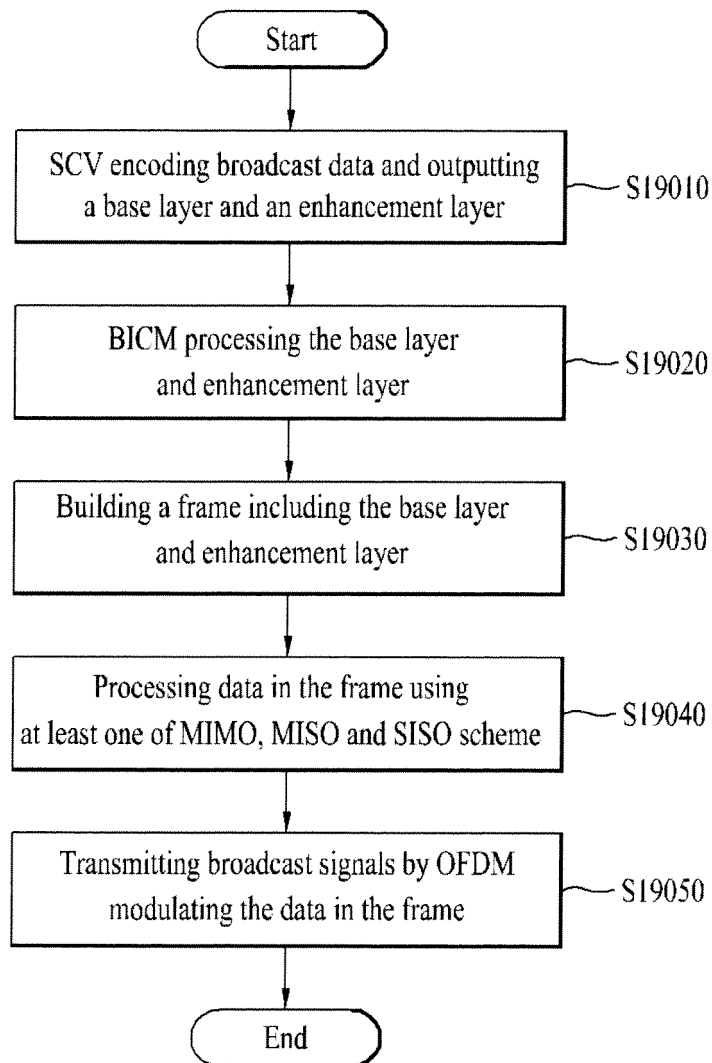 Start
SCV encoding broadcast data and outputting
a base layer and an enhancement layer
S19010
BICM processing the base layer
and enhancement layer
S19020
Building a frame including the base layer
and enhancement layer
S19030
Processing data in the frame using
at least one of MIMO, MISO and SISO scheme
S19040
Transmitting broadcast signals by OFDM
modulating the data in the frame
S19050
End